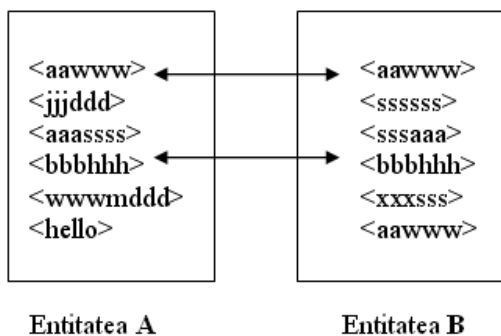 <aawww>
<jjjddd>
<aaassss>
<bbbhhh>
<wwwmddd>
<hello>
Entitatea A
<aawww>
<ssssss>
<sssaaa>
<bbbhhh>
<xxxsss>
<aawww>
Entitatea B